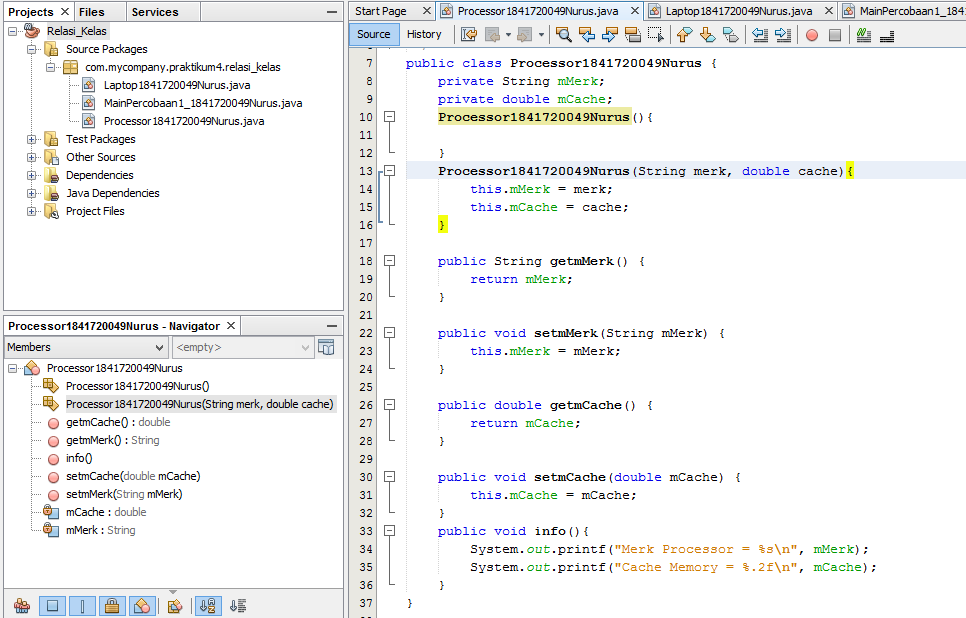 Projects
Files
Services
Relasi_Kelas
Source Packages
com.mycompany.praktikum4.relasi_kelas
Laptop1841720049Nurus.java
MainPercobaan1_1841720049Nurus.java
Processor1841720049Nurus.java
Test Packages
Other Sources
Dependencies
Java Dependencies
Project Files
Processor1841720049Nurus - Navigator
Members
<empty>
Processor1841720049Nurus
Processor1841720049Nurus()
Processor1841720049Nurus(String merk, double cache)
getmCache() : double
getmMerk() : String
info()
setmCache(double mCache)
setmMerk(String mMerk)
mCache : double
mMerk : String
Start Page
Processor1841720049Nurus.java
Laptop1841720049Nurus.java
MainPercobaan1_1841
Source
History
7 public class Processor1841720049Nurus {
8 private String mMerk;
9 private double mCache;
10 Processor1841720049Nurus(){
11
12 }
13 Processor1841720049Nurus(String merk, double cache){
14 this.mMerk = merk;
15 this.mCache = cache;
16 }
17
18 public String getmMerk() {
19 return mMerk;
20 }
21
22 public void setmMerk(String mMerk) {
23 this.mMerk = mMerk;
24 }
25
26 public double getmCache() {
27 return mCache;
28 }
29
30 public void setmCache(double mCache) {
31 this.mCache = mCache;
32 }
33 public void info(){
34 System.out.printf("Merk Processor = %s\n", mMerk);
35 System.out.printf("Cache Memory = %.2f\n", mCache);
36 }
37 }